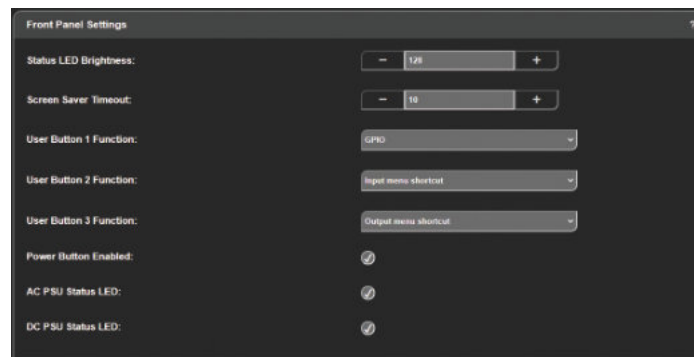 Front Panel Settings ?
Status LED Brightness: − 128 +
Screen Saver Timeout: − 10 +
User Button 1 Function: GPIO
User Button 2 Function: Input menu shortcut
User Button 3 Function: Output menu shortcut
Power Button Enabled:
AC PSU Status LED:
DC PSU Status LED: